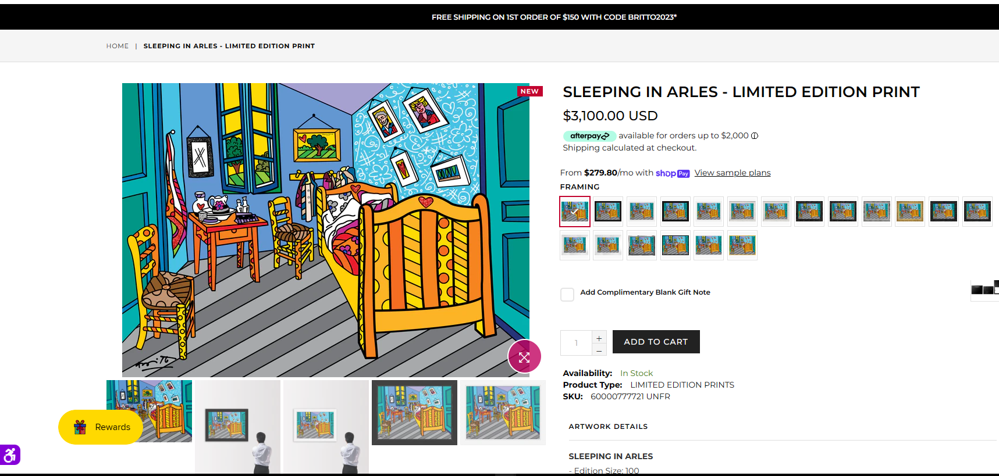 FREE SHIPPING ON 1ST ORDER OF $150 WITH CODE BRITTO2023*
HOME | SLEEPING IN ARLES - LIMITED EDITION PRINT
NEW
SLEEPING IN ARLES - LIMITED EDITION PRINT
$3,100.00 USD
afterpay available for orders up to $2,000
Shipping calculated at checkout.
From $279.80/mo with shop Pay View sample plans
FRAMING
Add Complimentary Blank Gift Note
1 + −
ADD TO CART
Availability: In Stock
Product Type: LIMITED EDITION PRINTS
SKU: 60000777721 UNFR
Rewards
ARTWORK DETAILS
SLEEPING IN ARLES
- Edition Size: 100